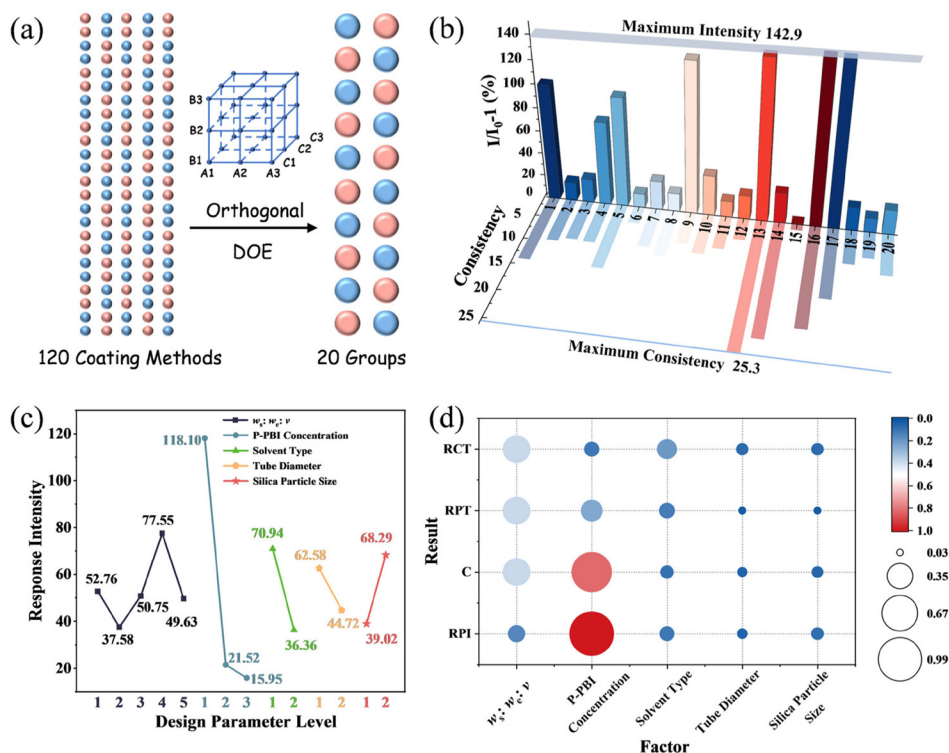 (a)
B3
B2
B1
A1
A2
A3
C1
C2
C3
Orthogonal
DOE
120 Coating Methods
20 Groups
(b)
Maximum Intensity 142.9
I/I₀-1 (%)
140
120
100
80
60
40
20
0
Consistency
5
10
15
20
25
1
2
3
4
5
6
7
8
9
10
11
12
13
14
15
16
17
18
19
20
Maximum Consistency 25.3
(c)
Response Intensity
120
100
80
60
40
20
wₛ: wₑ: v
P-PBI Concentration
Solvent Type
Tube Diameter
Silica Particle Size
118.10
77.55
70.94
68.29
62.58
52.76
50.75
49.63
44.72
39.02
37.58
36.36
21.52
15.95
1 2 3 4 5 1 2 3 1 2 1 2 1 2
Design Parameter Level
(d)
Result
RCT
RPT
C
RPI
wₛ: wₑ: v
P-PBI
Concentration
Solvent Type
Tube Diameter
Silica Particle
Size
Factor
0.0
0.2
0.4
0.6
0.8
1.0
0.03
0.35
0.67
0.99